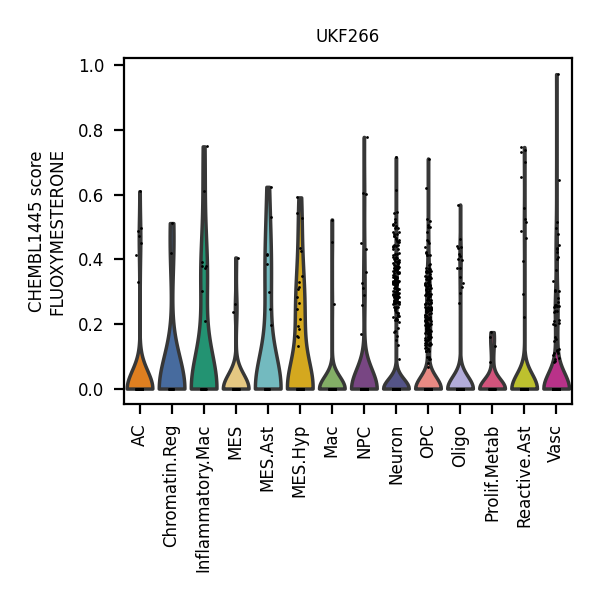 UKF266
CHEMBL1445 score
FLUOXYMESTERONE
1.0
0.8
0.6
0.4
0.2
0.0
AC
Chromatin.Reg
Inflammatory.Mac
MES
MES.Ast
MES.Hyp
Mac
NPC
Neuron
OPC
Oligo
Prolif.Metab
Reactive.Ast
Vasc